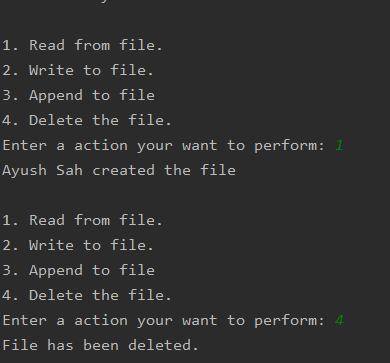 1. Read from file.
2. Write to file.
3. Append to file
4. Delete the file.
Enter a action your want to perform: 1
Ayush Sah created the file
1. Read from file.
2. Write to file.
3. Append to file
4. Delete the file.
Enter a action your want to perform: 4
File has been deleted.